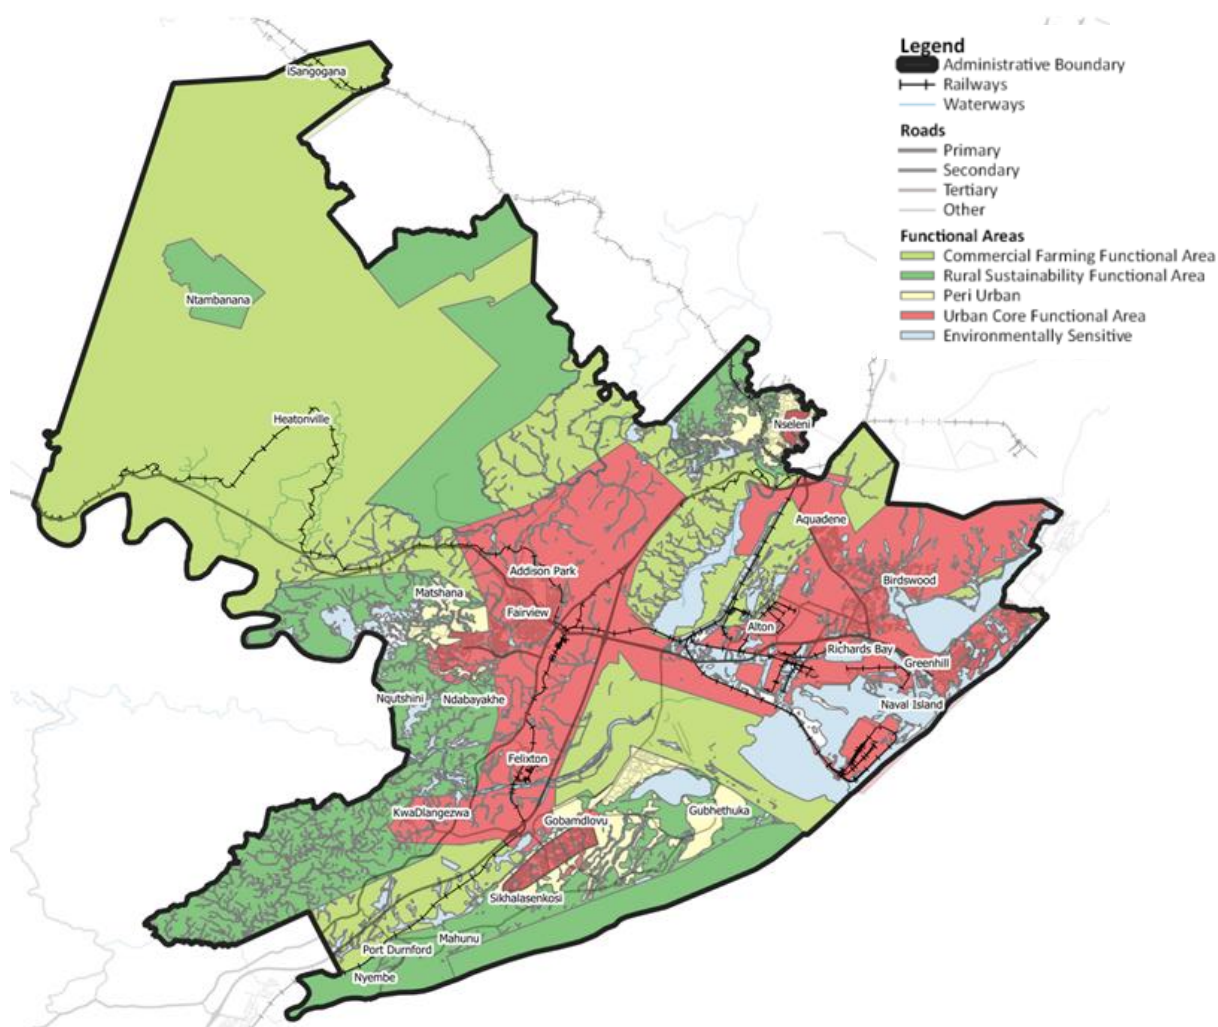 Legend
Administrative Boundary
Railways
Waterways
Roads
Primary
Secondary
Tertiary
Other
Functional Areas
Commercial Farming Functional Area
Rural Sustainability Functional Area
Peri Urban
Urban Core Functional Area
Environmentally Sensitive
iSangogana
Ntambanana
Heatonville
Nseleni
Aquadene
Addison Park
Birdswood
Matshana
Fairview
Alton
Richards Bay
Greenhill
Nqutshini
Ndabayakhe
Naval Island
Felixton
KwaDlangezwa
Gobamdlovu
Gubhethuka
Sikhalasenkosi
Mahunu
Port Durnford
Nyembe